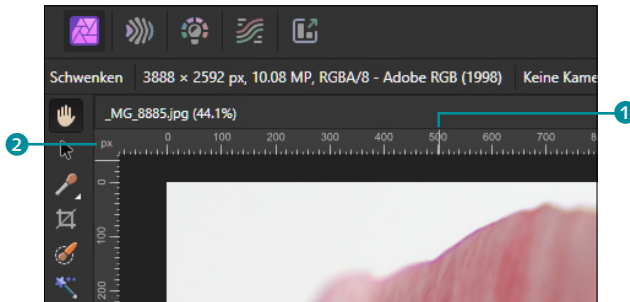 Schwenken 3888 × 2592 px, 10.08 MP, RGBA/8 - Adobe RGB (1998) Keine Kame
_MG_8885.jpg (44.1%)
1
2
px 0 100 200 300 400 500 600 700
0
100
200